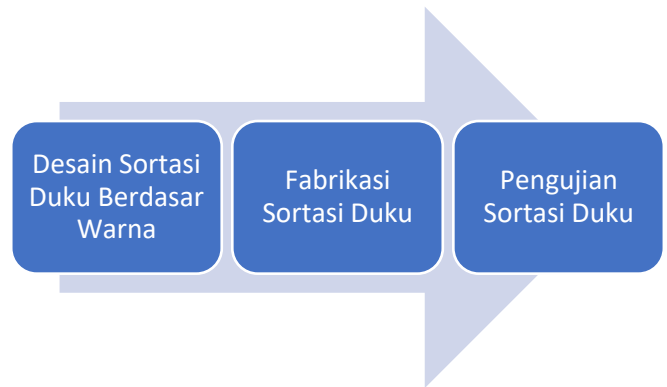 Desain Sortasi
Duku Berdasar
Warna
Fabrikasi
Sortasi Duku
Pengujian
Sortasi Duku